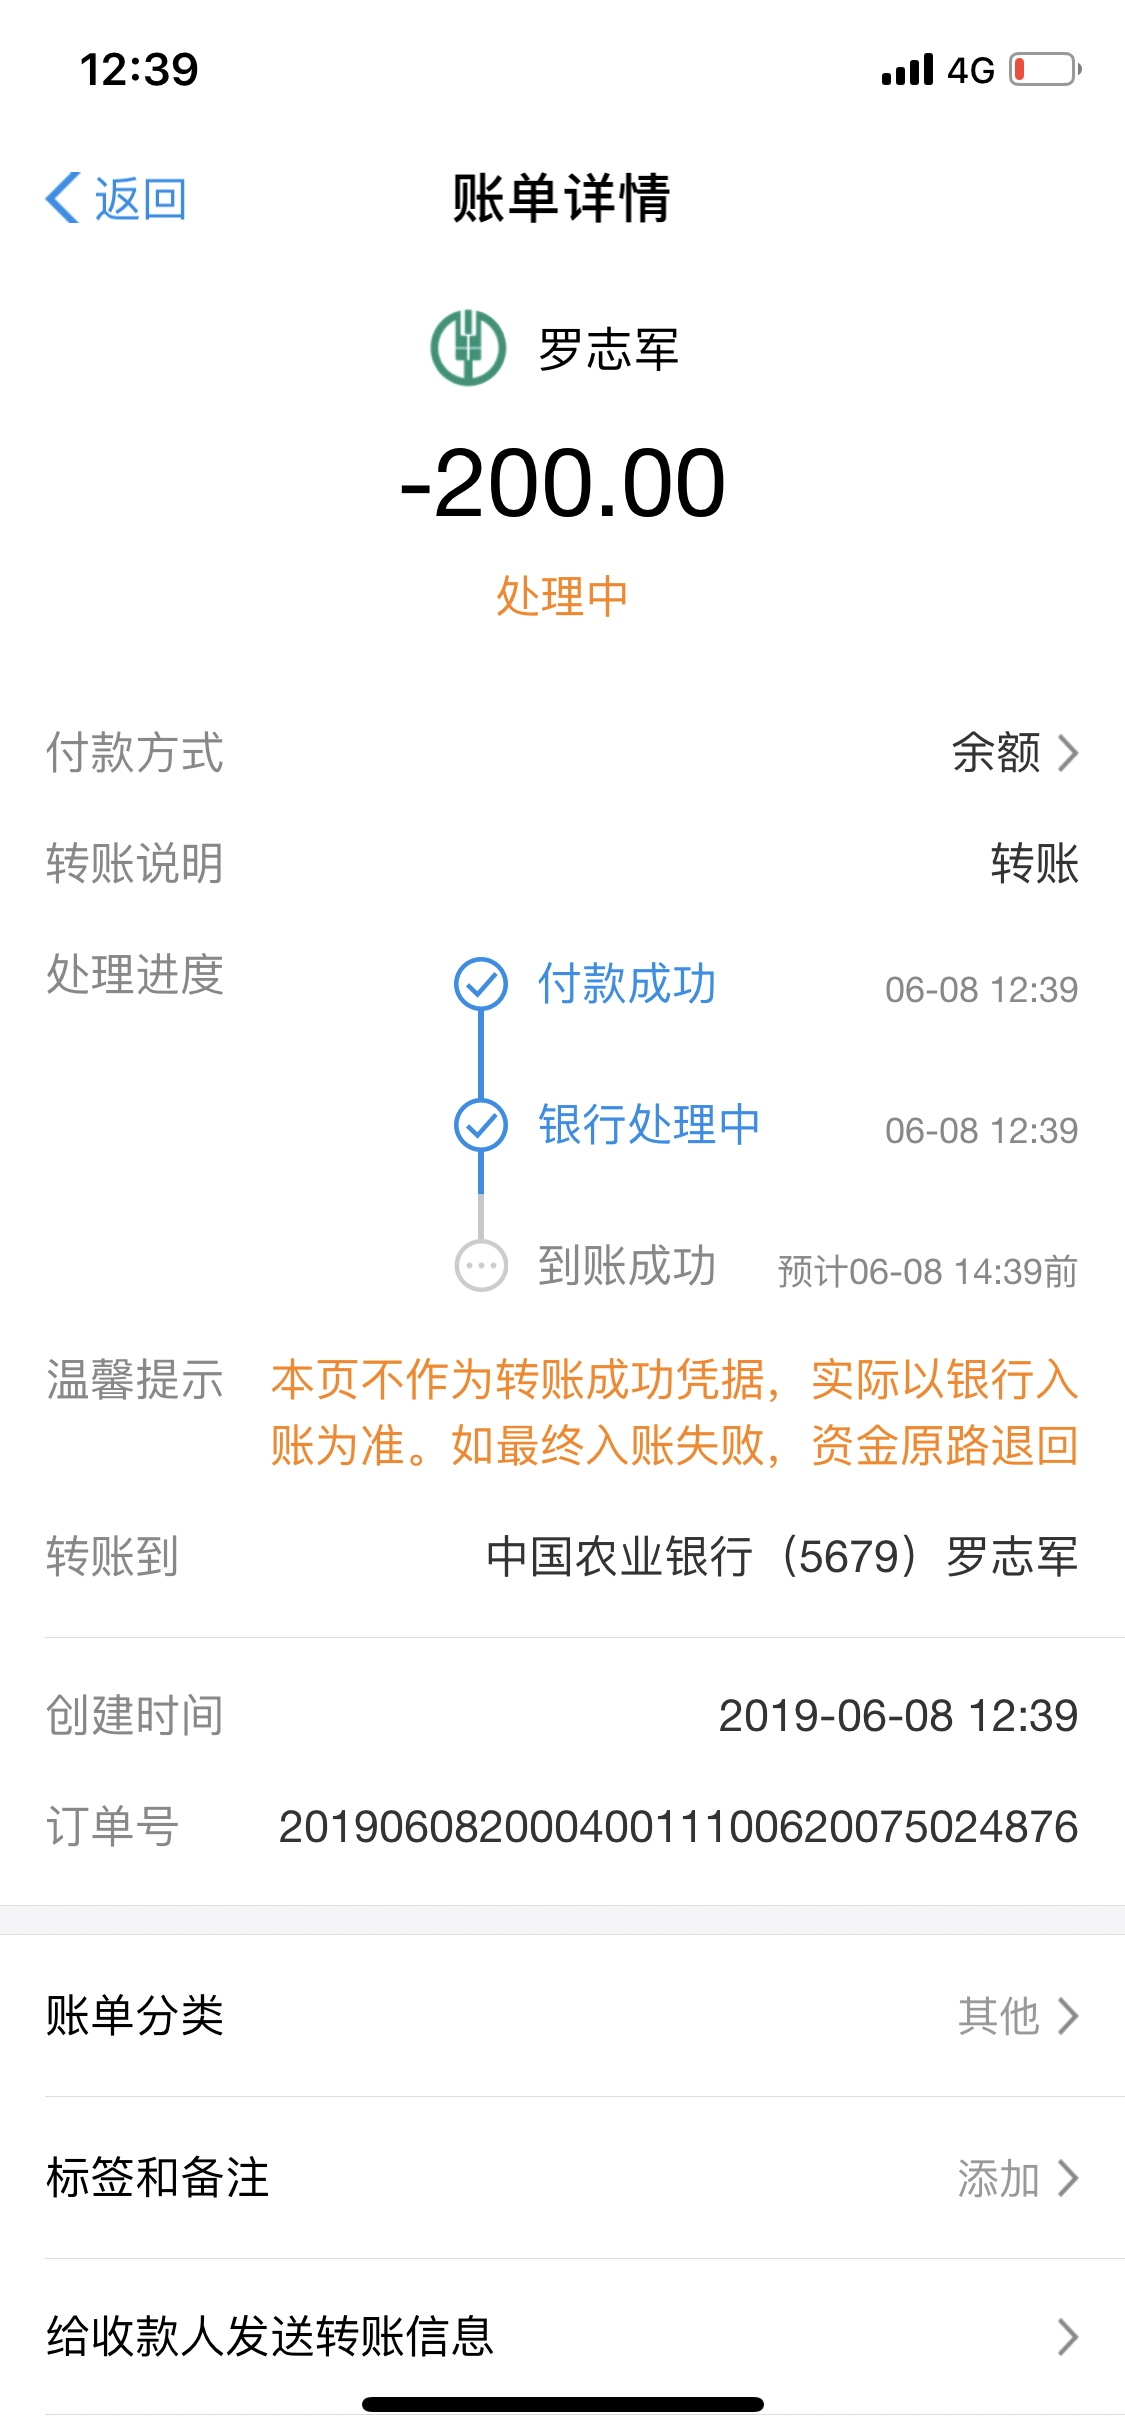 12:39
4G
返回
账单详情
罗志军
-200.00
处理中
付款方式 余额
转账说明 转账
处理进度 付款成功 06-08 12:39
银行处理中 06-08 12:39
到账成功 预计06-08 14:39前
温馨提示 本页不作为转账成功凭据，实际以银行入
账为准。如最终入账失败，资金原路退回
转账到 中国农业银行（5679）罗志军
创建时间 2019-06-08 12:39
订单号 20190608200040011100620075024876
账单分类 其他
标签和备注 添加
给收款人发送转账信息